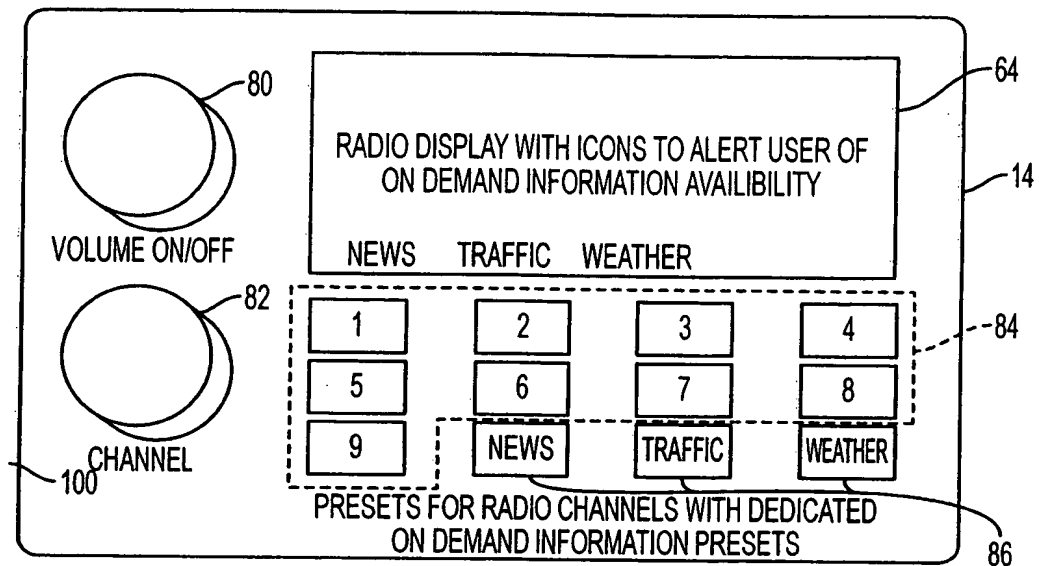 80
64
RADIO DISPLAY WITH ICONS TO ALERT USER OF
ON DEMAND INFORMATION AVAILIBILITY
14
VOLUME ON/OFF
NEWS TRAFFIC WEATHER
82
1 2 3 4
84
5 6 7 8
9 NEWS TRAFFIC WEATHER
CHANNEL
100
PRESETS FOR RADIO CHANNELS WITH DEDICATED
ON DEMAND INFORMATION PRESETS
86